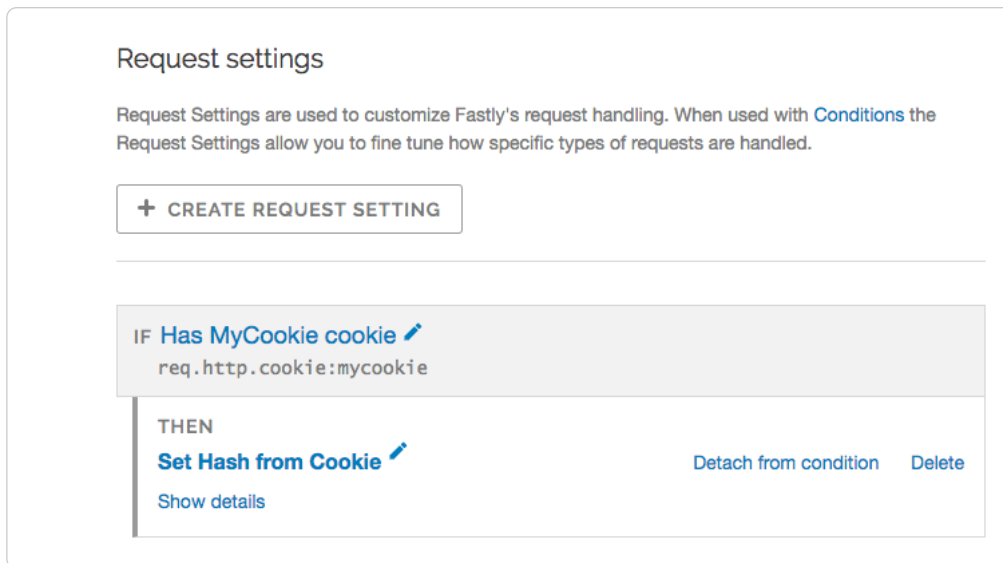 Request settings
Request Settings are used to customize Fastly's request handling. When used with Conditions the
Request Settings allow you to fine tune how specific types of requests are handled.
+ CREATE REQUEST SETTING
IF Has MyCookie cookie
req.http.cookie:mycookie
THEN
Set Hash from Cookie Detach from condition Delete
Show details